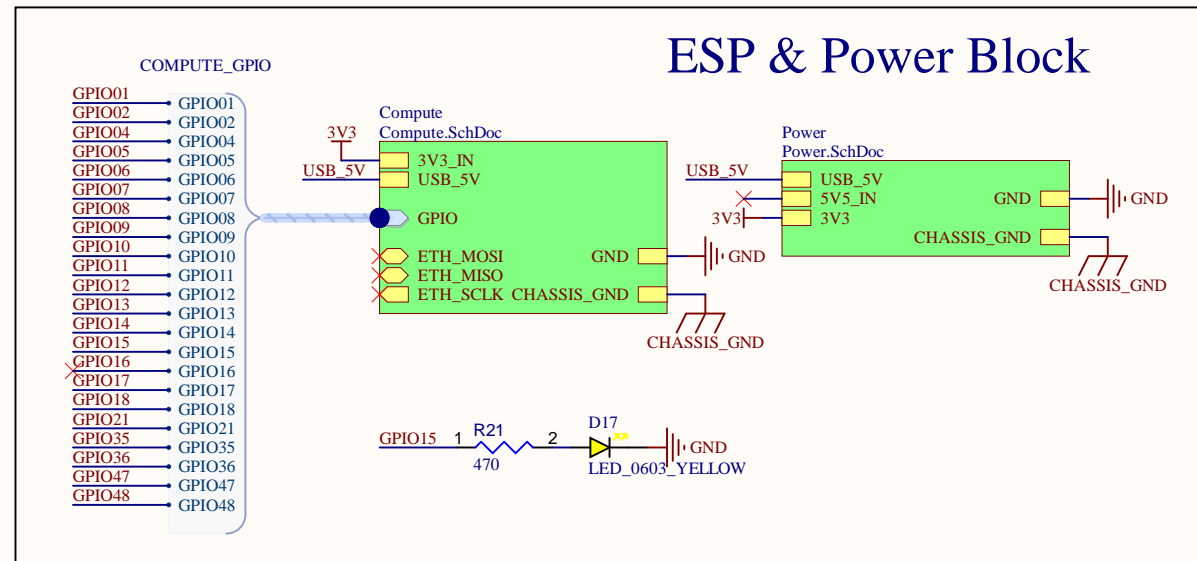 ESP & Power Block
COMPUTE_GPIO
GPIO01 GPIO01
GPIO02 GPIO02
GPIO04 GPIO04
GPIO05 GPIO05
GPIO06 GPIO06
GPIO07 GPIO07
GPIO08 GPIO08
GPIO09 GPIO09
GPIO10 GPIO10
GPIO11 GPIO11
GPIO12 GPIO12
GPIO13 GPIO13
GPIO14 GPIO14
GPIO15 GPIO15
GPIO16 GPIO16
GPIO17 GPIO17
GPIO18 GPIO18
GPIO21 GPIO21
GPIO35 GPIO35
GPIO36 GPIO36
GPIO47 GPIO47
GPIO48 GPIO48
Compute
Compute.SchDoc
3V3
3V3_IN
USB_5V USB_5V
GPIO
ETH_MOSI GND GND
ETH_MISO
ETH_SCLK CHASSIS_GND
CHASSIS_GND
Power
Power.SchDoc
USB_5V USB_5V
5V5_IN GND GND
3V3 3V3
CHASSIS_GND
CHASSIS_GND
D17
GPIO15 1 R21 2 GND
470 LED_0603_YELLOW